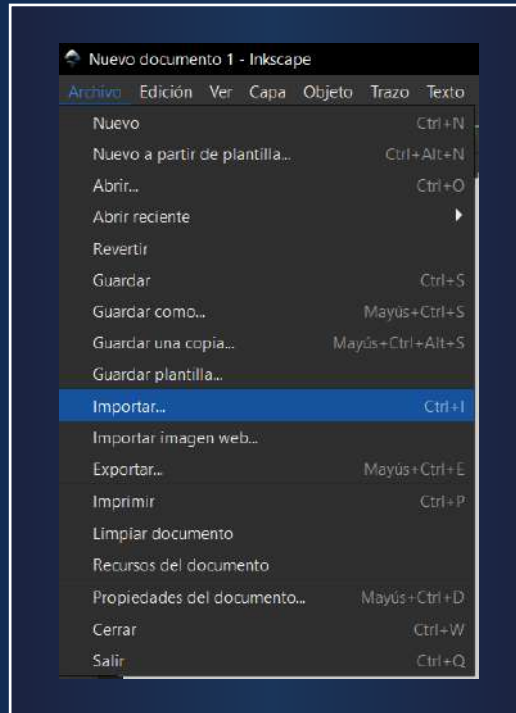 Nuevo documento 1 - Inkscape
Archivo Edición Ver Capa Objeto Trazo Texto
Nuevo Ctrl+N
Nuevo a partir de plantilla... Ctrl+Alt+N
Abrir... Ctrl+O
Abrir reciente
Revertir
Guardar Ctrl+S
Guardar como... Mayús+Ctrl+S
Guardar una copia... Mayús+Ctrl+Alt+S
Guardar plantilla...
Importar... Ctrl+I
Importar imagen web...
Exportar... Mayús+Ctrl+E
Imprimir Ctrl+P
Limpiar documento
Recursos del documento
Propiedades del documento... Mayús+Ctrl+D
Cerrar Ctrl+W
Salir Ctrl+Q